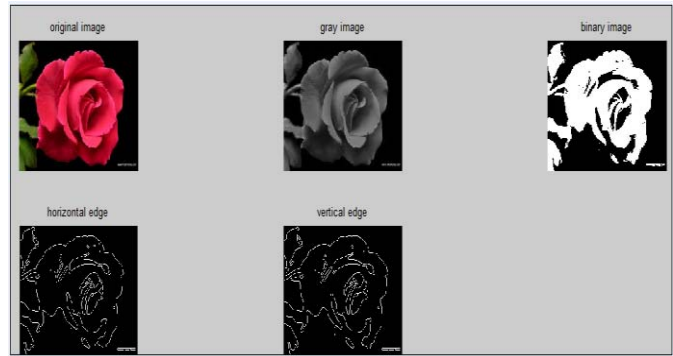 original image
gray image
binary image
horizontal edge
vertical edge